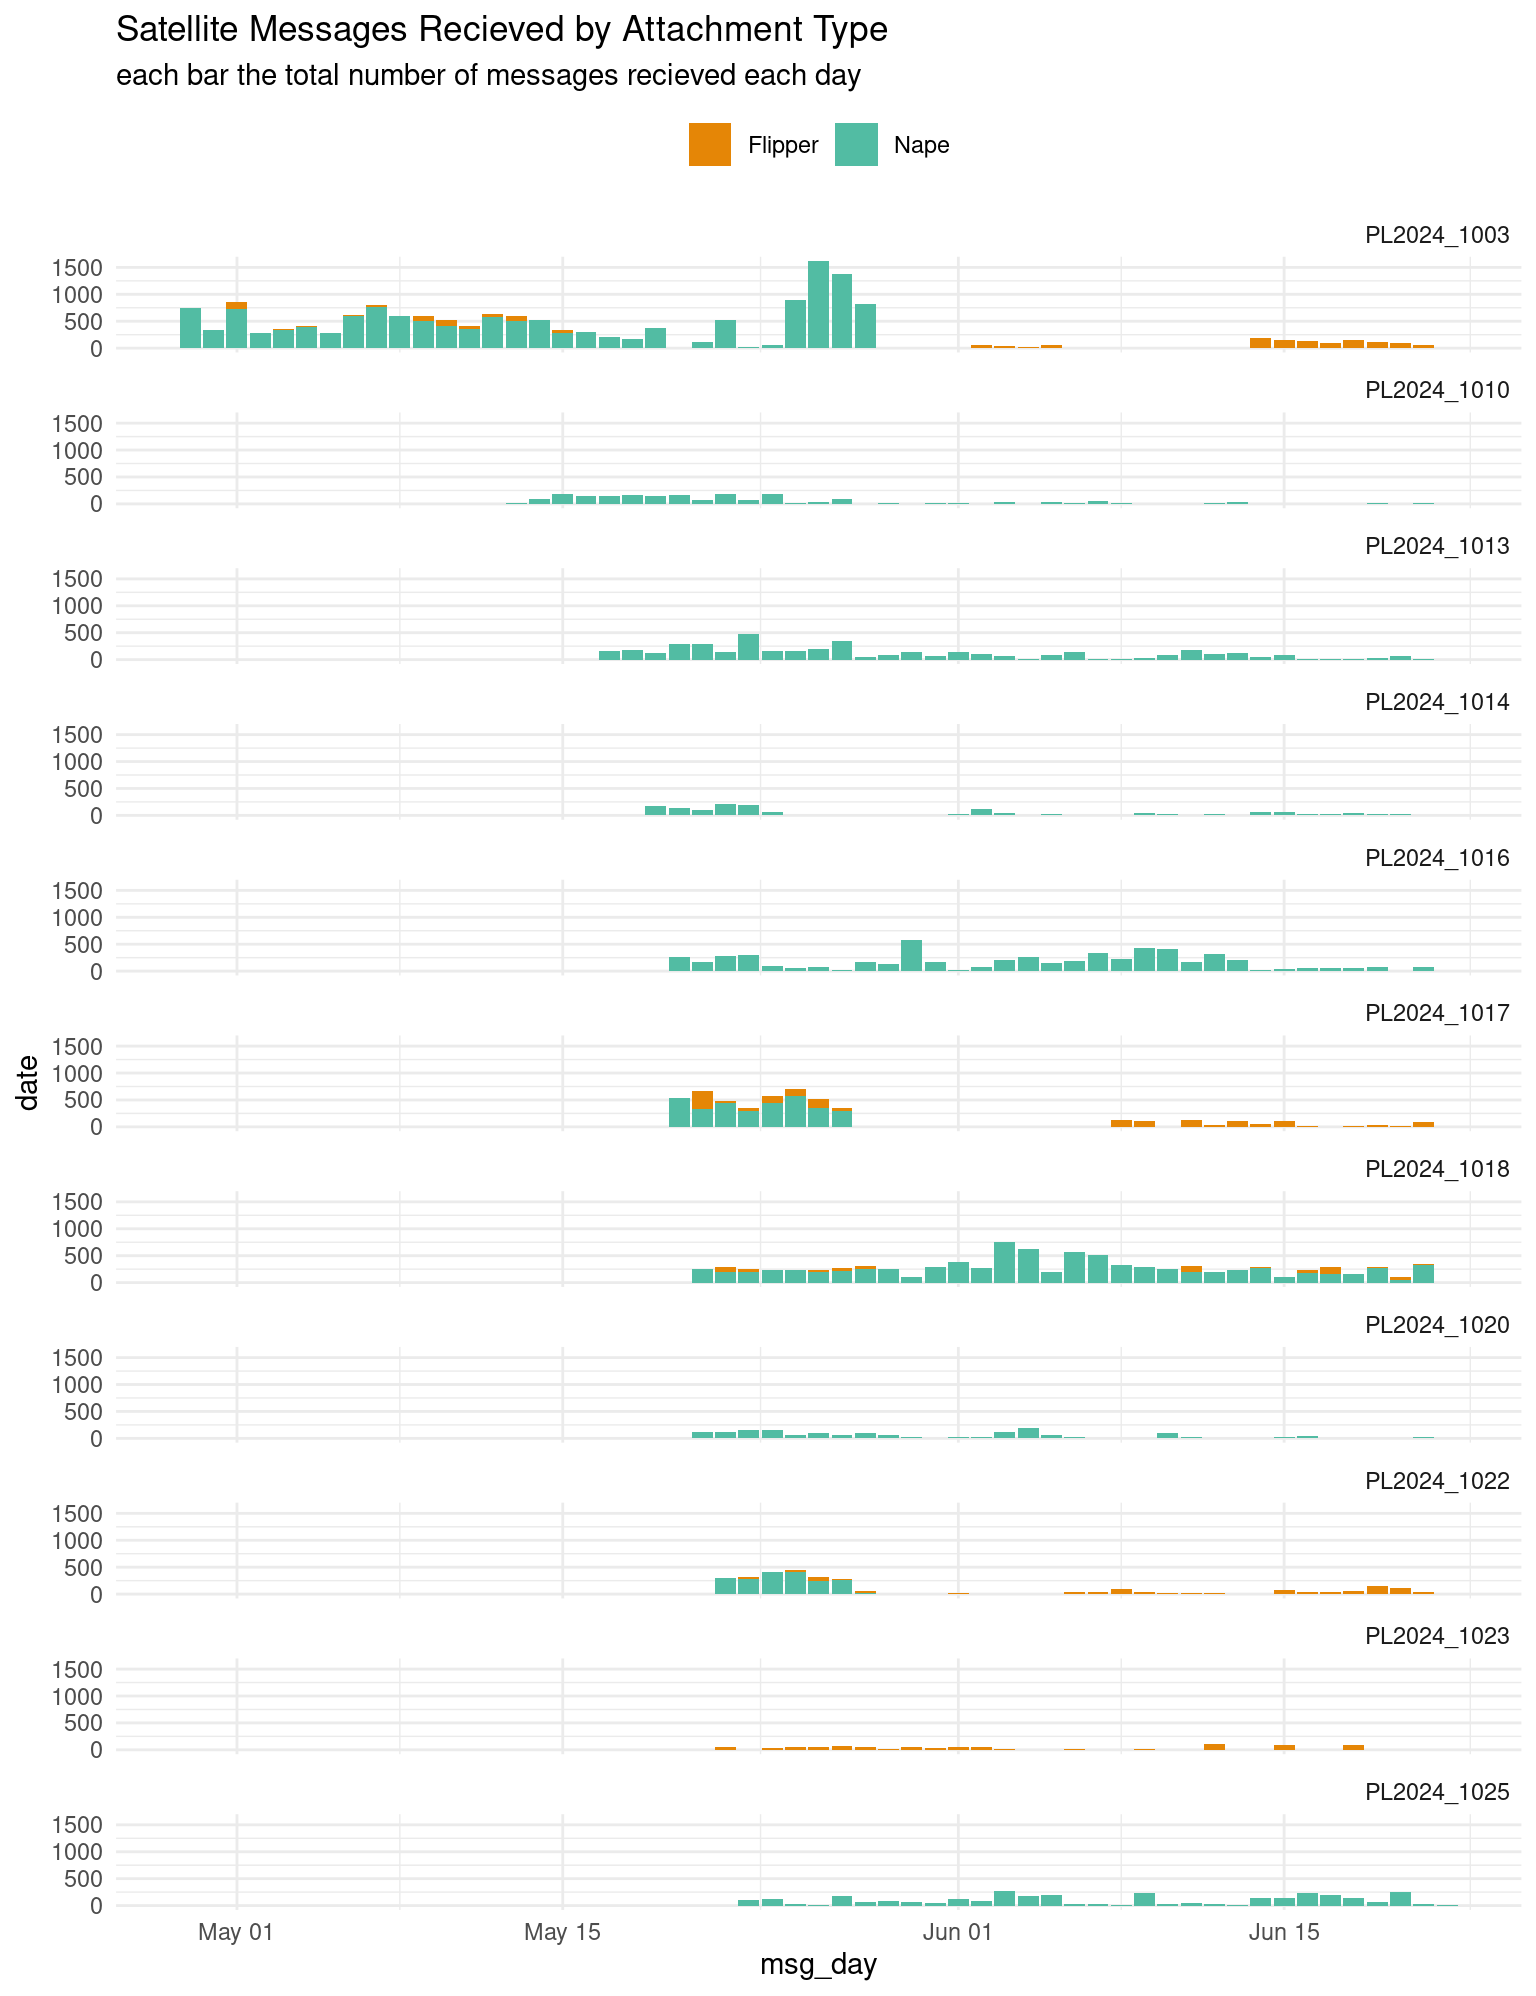 Satellite Messages Recieved by Attachment Type
each bar the total number of messages recieved each day
Flipper Nape
PL2024_1003
1500
1000
500
0
PL2024_1010
1500
1000
500
0
PL2024_1013
1500
1000
500
0
PL2024_1014
1500
1000
500
0
PL2024_1016
1500
1000
500
0
PL2024_1017
1500
1000
500
0
date
PL2024_1018
1500
1000
500
0
PL2024_1020
1500
1000
500
0
PL2024_1022
1500
1000
500
0
PL2024_1023
1500
1000
500
0
PL2024_1025
1500
1000
500
0
May 01 May 15 Jun 01 Jun 15
msg_day